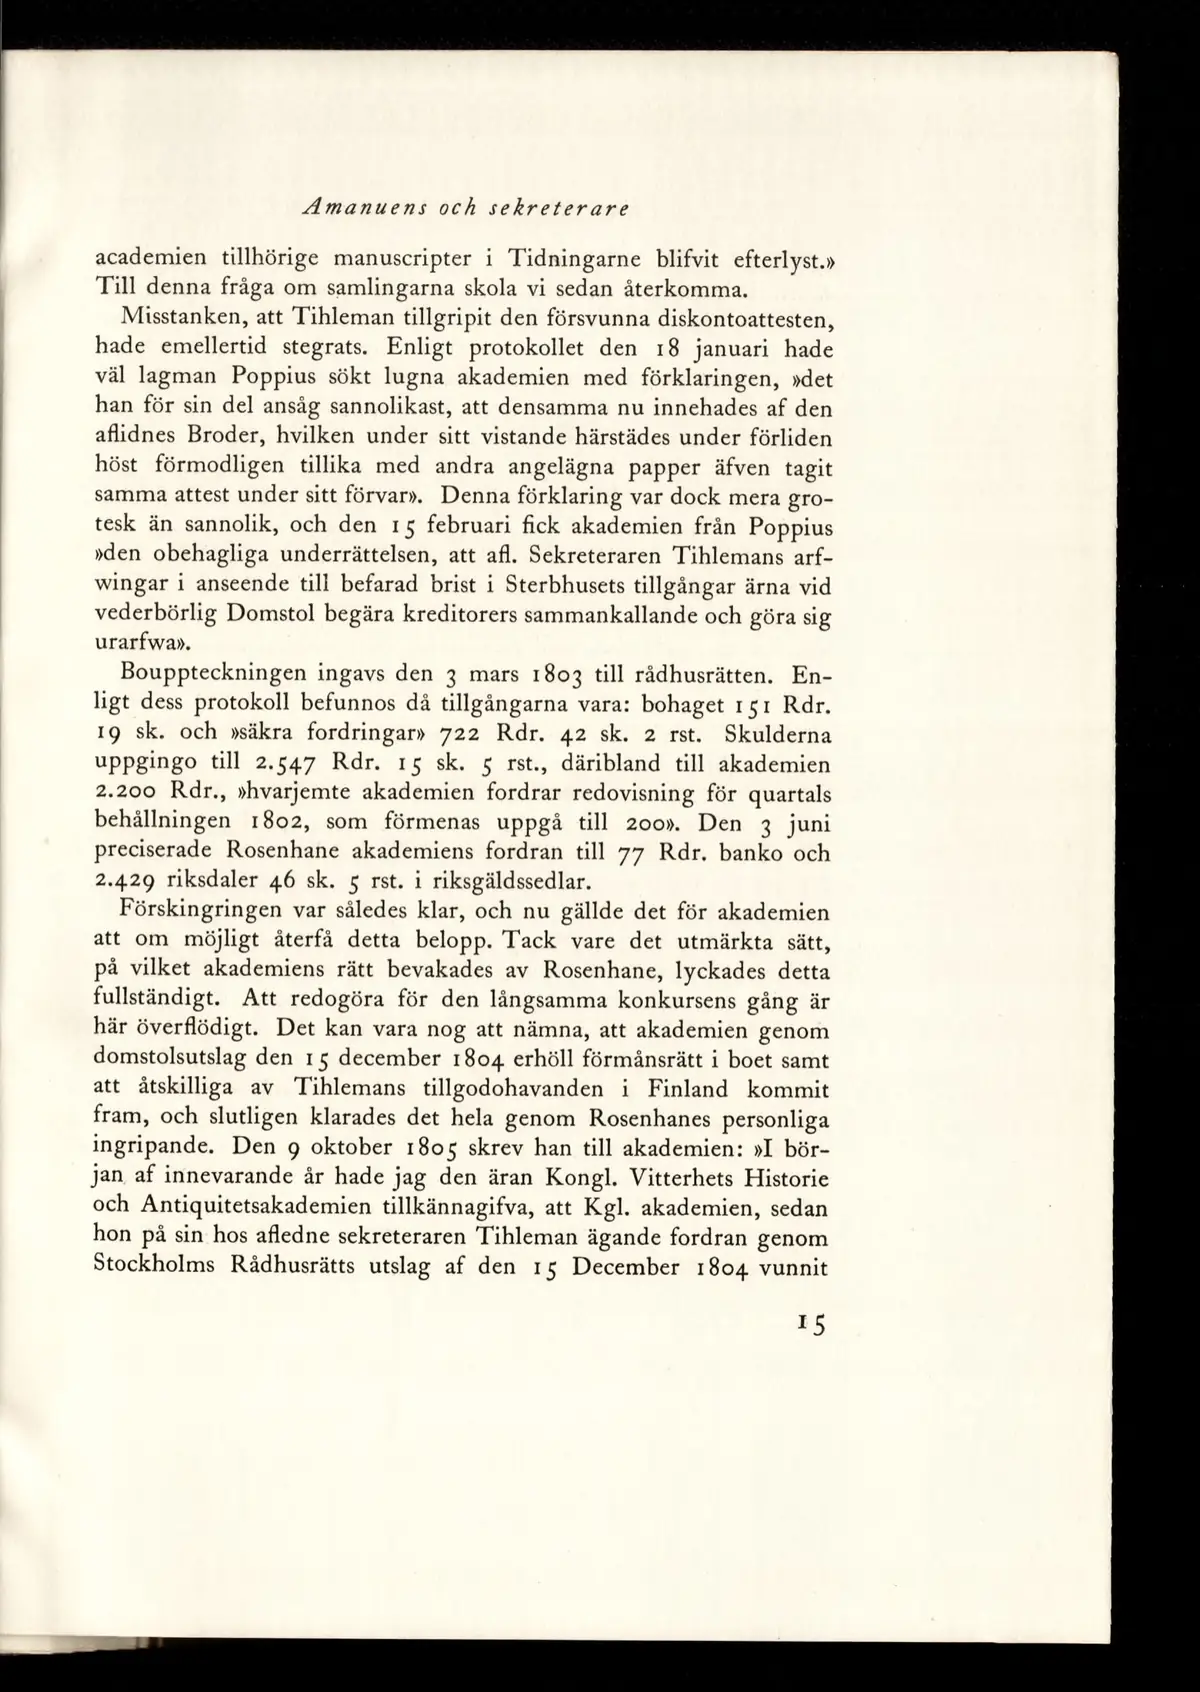 Amanuens och sekreterare
academien tillhörige manuscripter i Tidningarne blifvit efterlyst.»
Till denna fråga om samlingarna skola vi sedan återkomma.
Misstanken, att Tihleman tillgripit den försvunna diskontoattesten,
hade emellertid stegrats. Enligt protokollet den 18 januari hade
väl lagman Poppius sökt lugna akademien med förklaringen, »det
han för sin del ansåg sannolikast, att densamma nu innehades af den
aflidnes Broder, hvilken under sitt vistande härstädes under förliden
höst förmodligen tillika med andra angelägna papper äfven tagit
samma attest under sitt förvar». Denna förklaring var dock mera gro-
tesk än sannolik, och den 15 februari fick akademien från Poppius
»den obehagliga underrättelsen, att afl. Sekreteraren Tihlemans arf-
wingar i anseende till befarad brist i Sterbhusets tillgångar ärna vid
vederbörlig Domstol begära kreditorers sammankallande och göra sig
urarfwa».
Bouppteckningen ingavs den 3 mars 1803 till rådhusrätten. En-
ligt dess protokoll befunnos då tillgångarna vara: bohaget 151 Rdr.
19 sk. och »säkra fordringar» 722 Rdr. 42 sk. 2 rst. Skulderna
uppgingo till 2.547 Rdr. 15 sk. 5 rst., däribland till akademien
2.200 Rdr., »hvarjemte akademien fordrar redovisning för quartals
behållningen 1802, som förmenas uppgå till 200». Den 3 juni
preciserade Rosenhane akademiens fordran till 77 Rdr. banko och
2.429 riksdaler 46 sk. 5 rst. i riksgäldssedlar.
Förskingringen var således klar, och nu gällde det för akademien
att om möjligt återfå detta belopp. Tack vare det utmärkta sätt,
på vilket akademiens rätt bevakades av Rosenhane, lyckades detta
fullständigt. Att redogöra för den långsamma konkursens gång är
här överflödigt. Det kan vara nog att nämna, att akademien genom
domstolsutslag den 15 december 1804 erhöll förmånsrätt i boet samt
att åtskilliga av Tihlemans tillgodohavanden i Finland kommit
fram, och slutligen klarades det hela genom Rosenhanes personliga
ingripande. Den 9 oktober 1805 skrev han till akademien: »I bör-
jan af innevarande år hade jag den äran Kongl. Vitterhets Historie
och Antiquitetsakademien tillkännagifva, att Kgl. akademien, sedan
hon på sin hos afledne sekreteraren Tihleman ägande fordran genom
Stockholms Rådhusrätts utslag af den 15 December 1804 vunnit
15